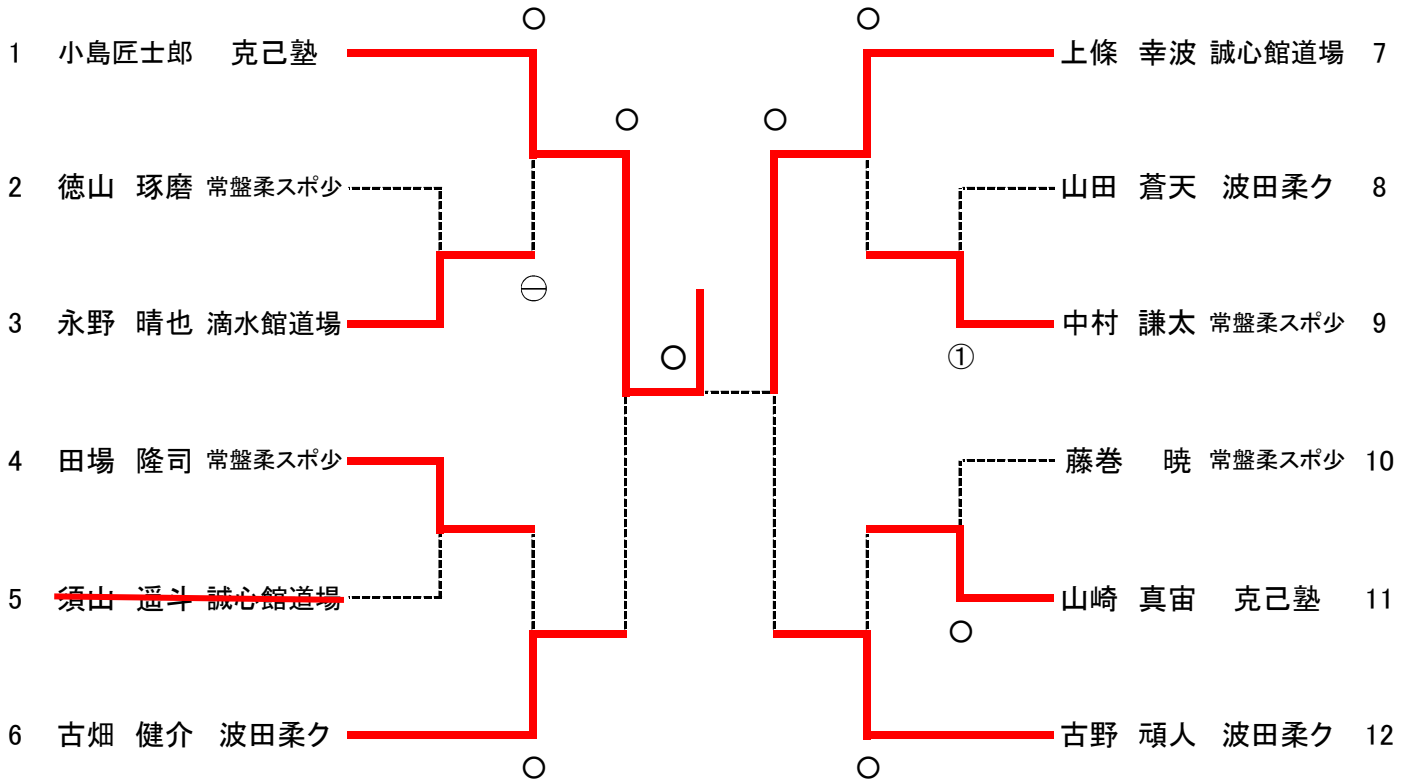 1 小島匠士郎 克己塾
2 徳山 琢磨 常盤柔スポ少
3 永野 晴也 滴水館道場
4 田場 隆司 常盤柔スポ少
5 須山 遥斗 誠心館道場
6 古畑 健介 波田柔ク
①
上條 幸波 誠心館道場 7
山田 蒼天 波田柔ク 8
中村 謙太 常盤柔スポ少 9
藤巻 暁 常盤柔スポ少 10
山崎 真宙 克己塾 11
古野 頑人 波田柔ク 12